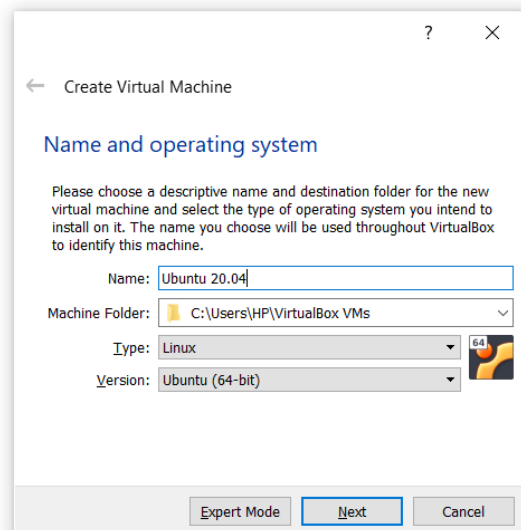 ?
Create Virtual Machine
Name and operating system
Please choose a descriptive name and destination folder for the new
virtual machine and select the type of operating system you intend to
install on it. The name you choose will be used throughout VirtualBox
to identify this machine.
Name: Ubuntu 20.04
Machine Folder: C:\Users\HP\VirtualBox VMs
Type: Linux
64
Version: Ubuntu (64-bit)
Expert Mode Next Cancel